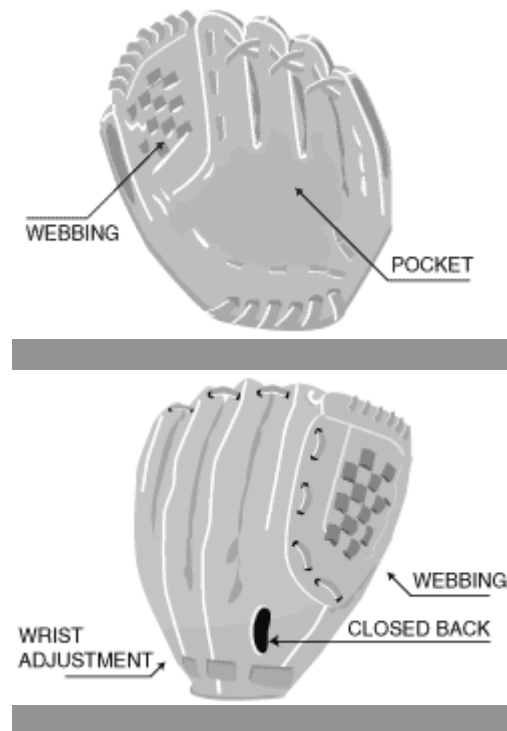 WEBBING
POCKET
WEBBING
CLOSED BACK
WRIST
ADJUSTMENT